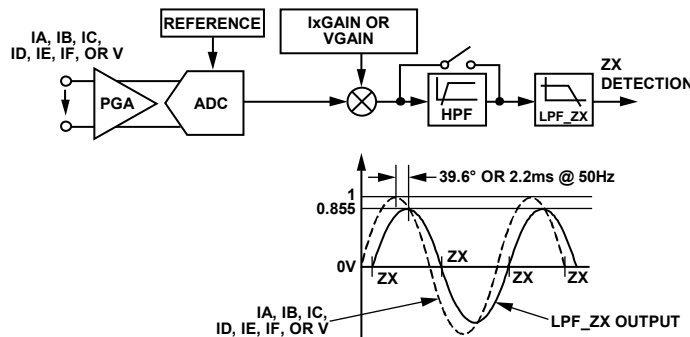 REFERENCE
IxGAIN OR
VGAIN
IA, IB, IC,
ID, IE, IF, OR V
PGA
ADC
HPF
LPF_ZX
ZX
DETECTION
39.6° OR 2.2ms @ 50Hz
1
0.855
0V
ZX
ZX
ZX
ZX
IA, IB, IC,
ID, IE, IF, OR V
LPF_ZX OUTPUT